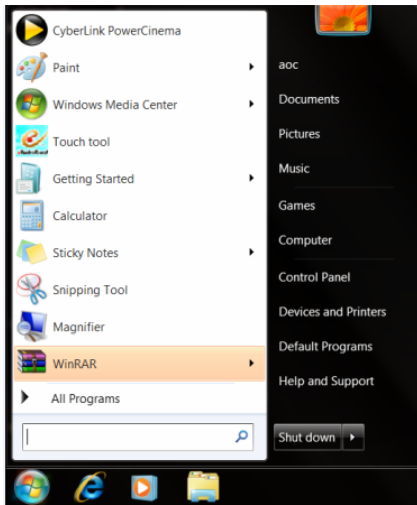 CyberLink PowerCinema
Paint
Windows Media Center
Touch tool
Getting Started
Calculator
Sticky Notes
Snipping Tool
Magnifier
WinRAR
All Programs
aoc
Documents
Pictures
Music
Games
Computer
Control Panel
Devices and Printers
Default Programs
Help and Support
Shut down